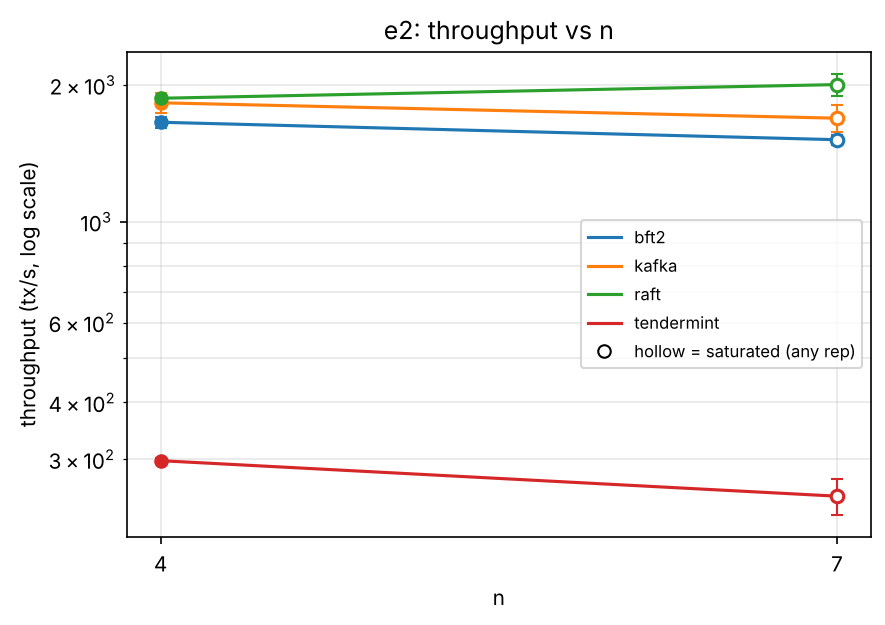 e2: throughput vs n
throughput (tx/s, log scale)
2 × 10³
10³
6 × 10²
4 × 10²
3 × 10²
bft2
kafka
raft
tendermint
hollow = saturated (any rep)
4
7
n